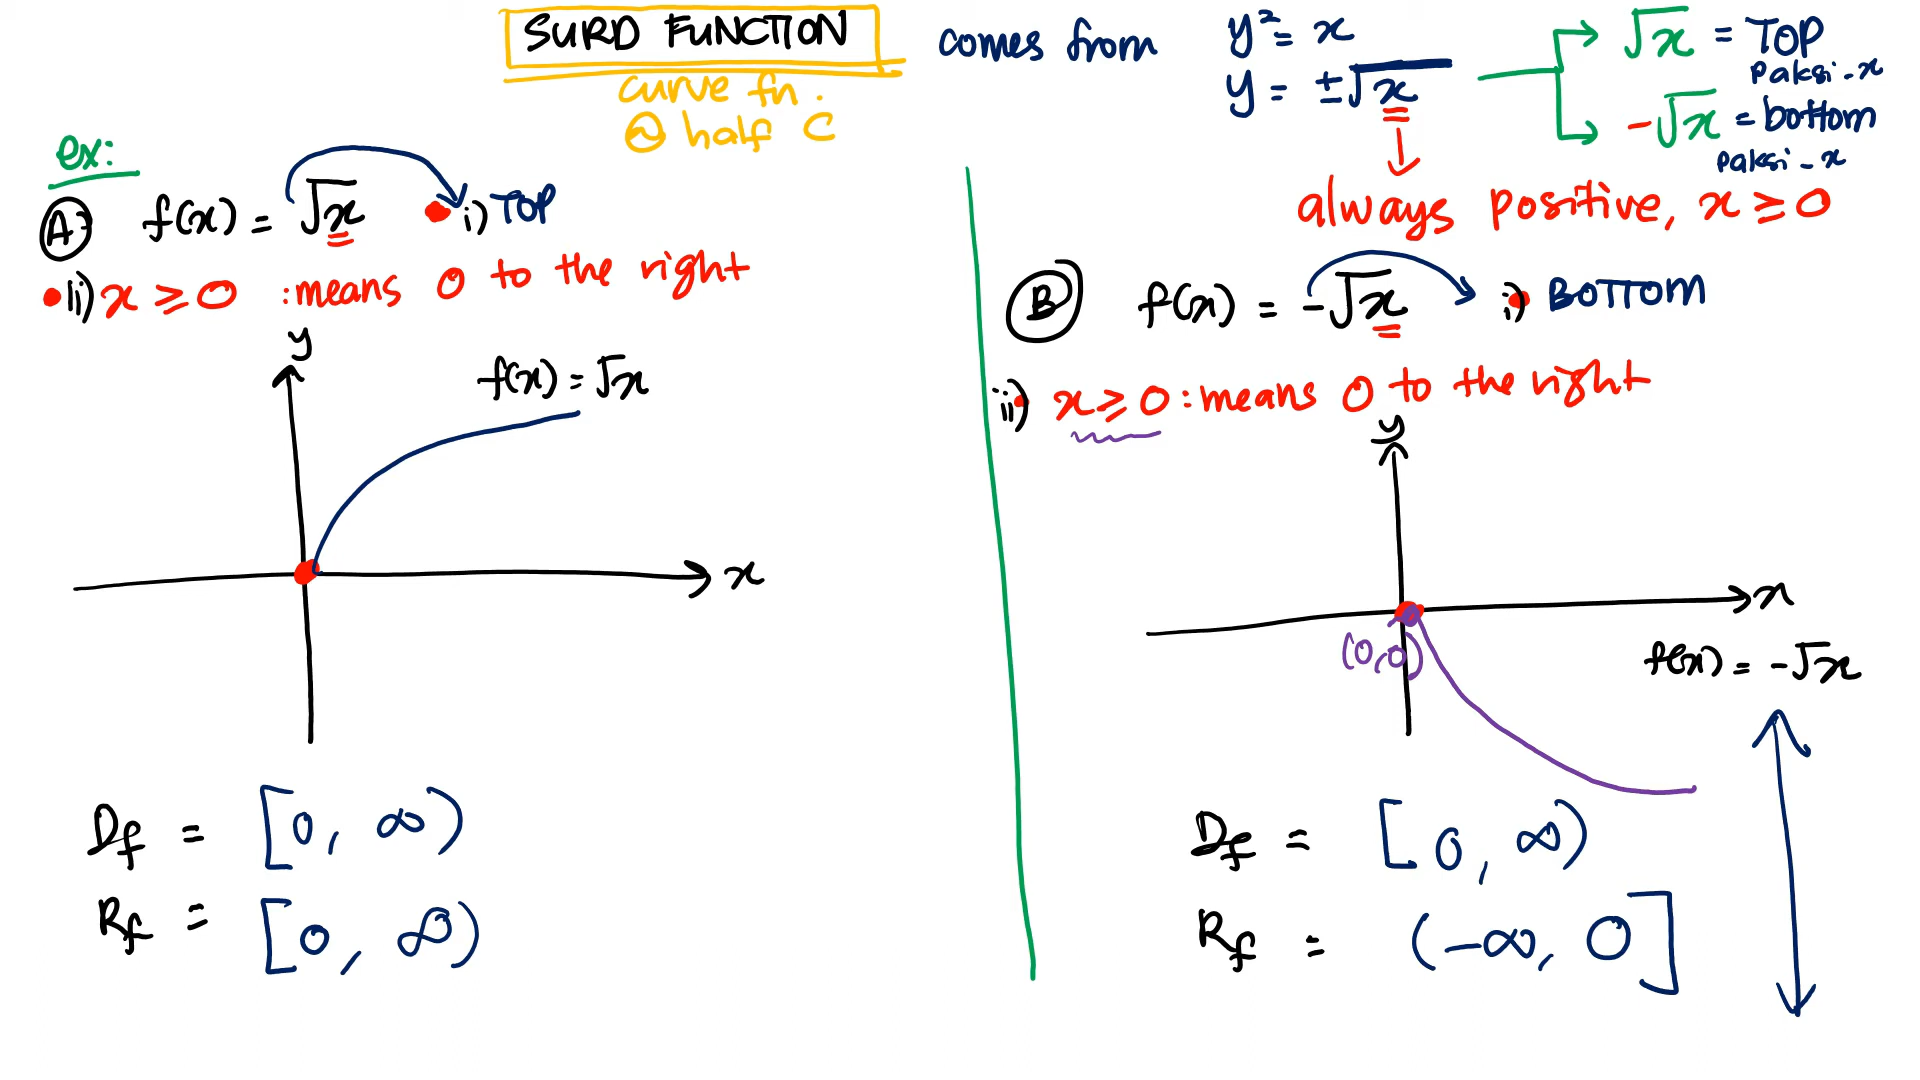 SURD FUNCTION
curve fn.
@ half C
comes from
y² = x
y = ±√x
√x = TOP
paksi-x
-√x = bottom
paksi-x
always positive, x ≥ 0
ex:
A) f(x) = √x i) TOP
ii) x ≥ 0 : means 0 to the right
y
f(x) = √x
x
Df = [0, ∞)
Rf = [0, ∞)
B) f(x) = -√x i) BOTTOM
ii) x ≥ 0 : means 0 to the right
y
x
(0,0)
f(x) = -√x
Df = [0, ∞)
Rf = (-∞, 0]